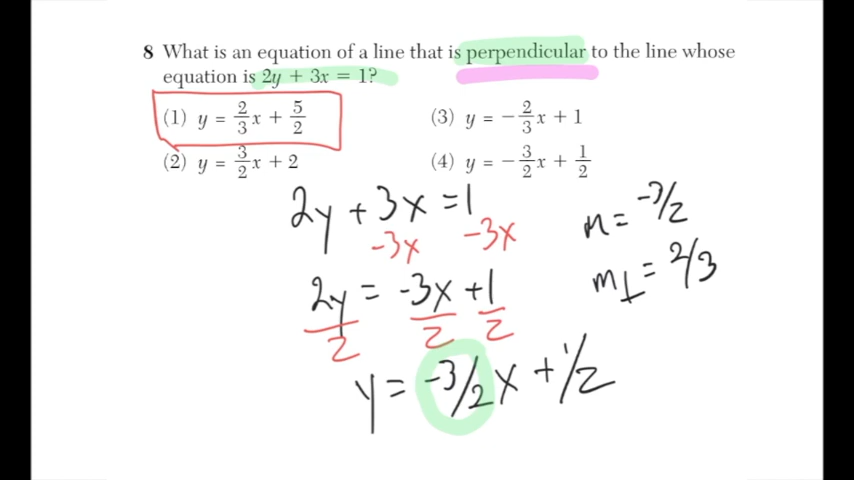 8 What is an equation of a line that is perpendicular to the line whose
equation is 2y + 3x = 1?
(1) y = 2/3x + 5/2
(3) y = -2/3x + 1
(2) y = 3/2x + 2
(4) y = -3/2x + 1/2
2y + 3x = 1
-3x -3x
2y = -3x + 1
2 2 2
y = -3/2x + 1/2
m = -3/2
m⊥ = 2/3